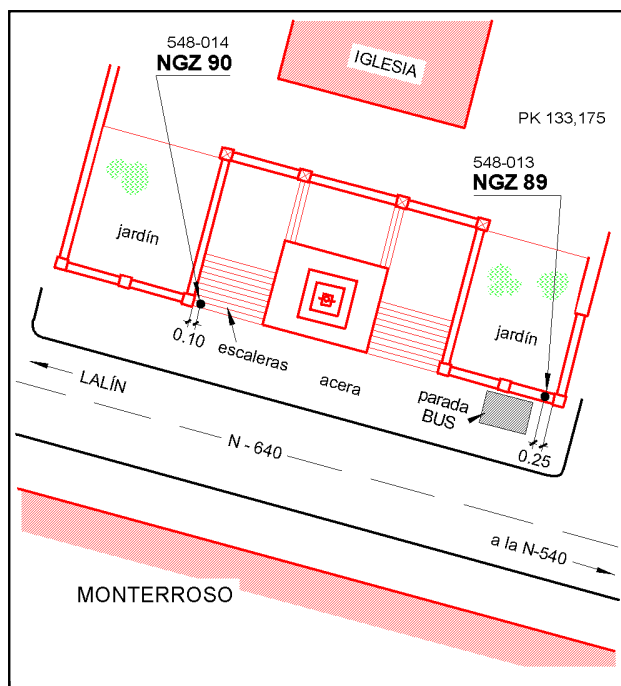 548-014
NGZ 90
IGLESIA
PK 133,175
548-013
NGZ 89
jardín
jardín
0.10
escaleras
acera
parada
BUS
LALÍN
0.25
N - 640
a la N-540
MONTERROSO